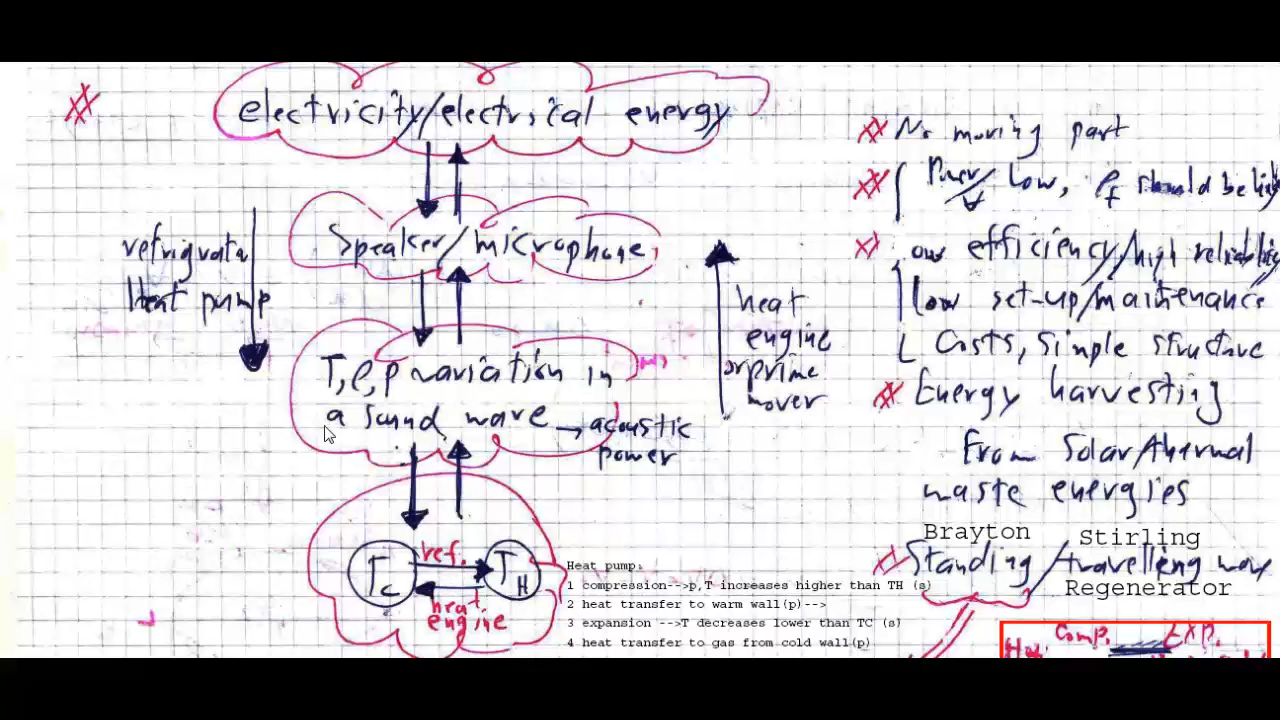 electricity/electrical energy
Speaker/microphone
refrigrata
Heat pump
heat
engine
or prime
mover
T, ρ, p variation in
a sound wave → acoustic
power
Tc ref. TH
heat
engine
Heat pump:
1 compression-->p,T increases higher than TH (s)
2 heat transfer to warm wall(p)-->
3 expansion -->T decreases lower than TC (s)
4 heat transfer to gas from cold wall(p)
No moving part
Power/∀ Low, should be
low efficiency/high reliability
low set-up/maintenance
Costs, simple structure
Energy harvesting
From Solar/thermal
waste energies
Brayton Stirling
Standing/travelling wave
Regenerator
Comp. EXP.